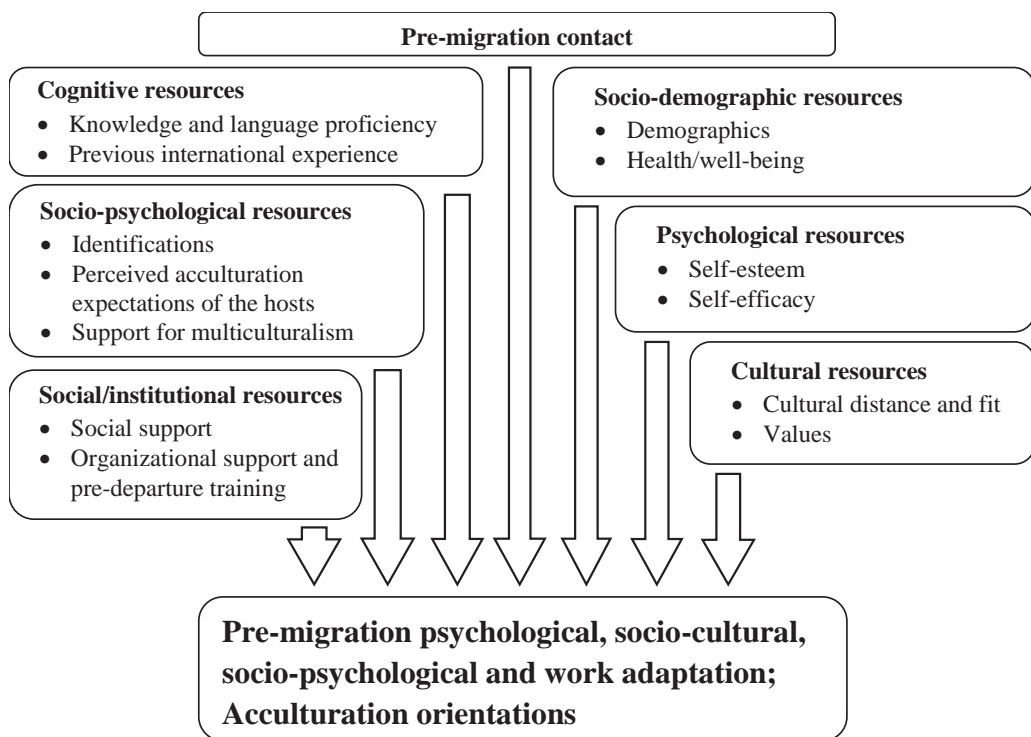 Pre-migration contact
Cognitive resources
• Knowledge and language proficiency
• Previous international experience
Socio-psychological resources
• Identifications
• Perceived acculturation
expectations of the hosts
• Support for multiculturalism
Social/institutional resources
• Social support
• Organizational support and
pre-departure training
Socio-demographic resources
• Demographics
• Health/well-being
Psychological resources
• Self-esteem
• Self-efficacy
Cultural resources
• Cultural distance and fit
• Values
Pre-migration psychological, socio-cultural,
socio-psychological and work adaptation;
Acculturation orientations